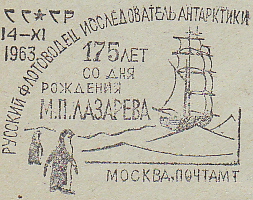 СССР
14-XI
1963
РУССКИЙ ФЛОТОВОДЕЦ ИССЛЕДОВАТЕЛЬ АНТАРКТИКИ
175 ЛЕТ
СО ДНЯ
РОЖДЕНИЯ
М.П.ЛАЗАРЕВА
МОСКВА, ПОЧТАМТ